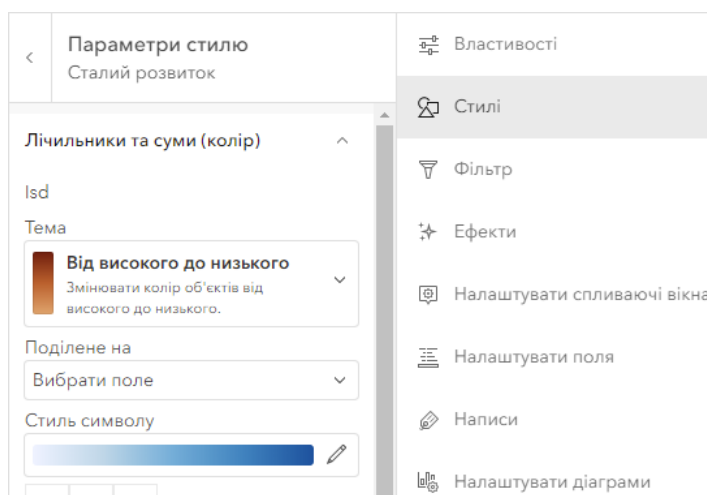 Параметри стилю
Сталий розвиток
Лічильники та суми (колір)
Isd
Тема
Від високого до низького
Змінювати колір об'єктів від
високого до низького.
Поділене на
Вибрати поле
Стиль символу
Властивості
Стилі
Фільтр
Ефекти
Налаштувати спливаючі вікна
Налаштувати поля
Написи
Налаштувати діаграми